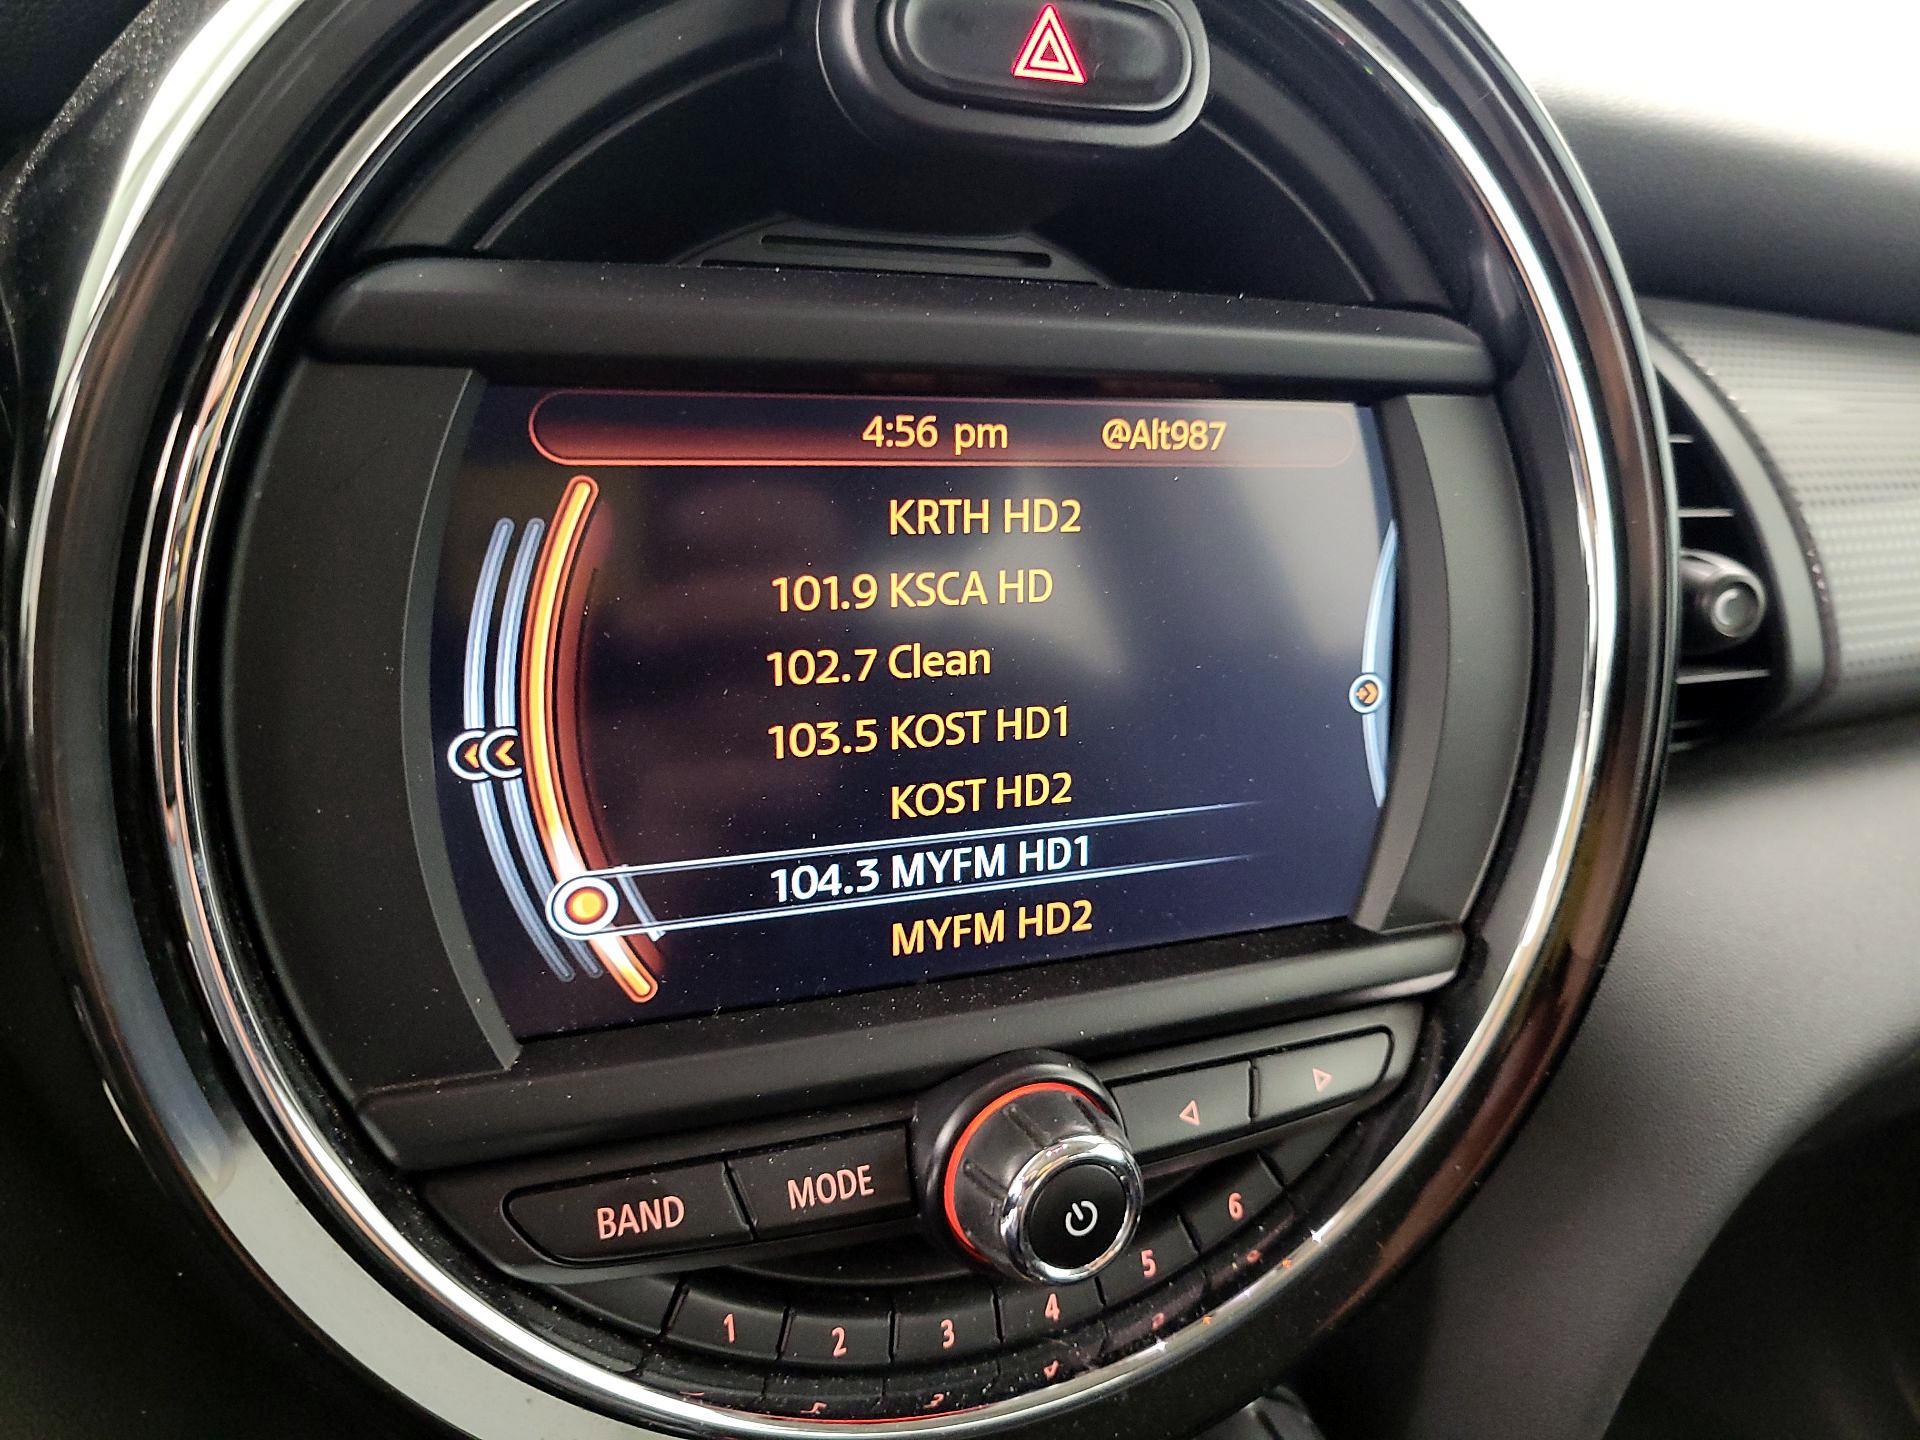 4:56 pm @Alt987
KRTH HD2
101.9 KSCA HD
102.7 Clean
103.5 KOST HD1
KOST HD2
104.3 MYFM HD1
MYFM HD2
BAND MODE
1 2 3 4 5 6